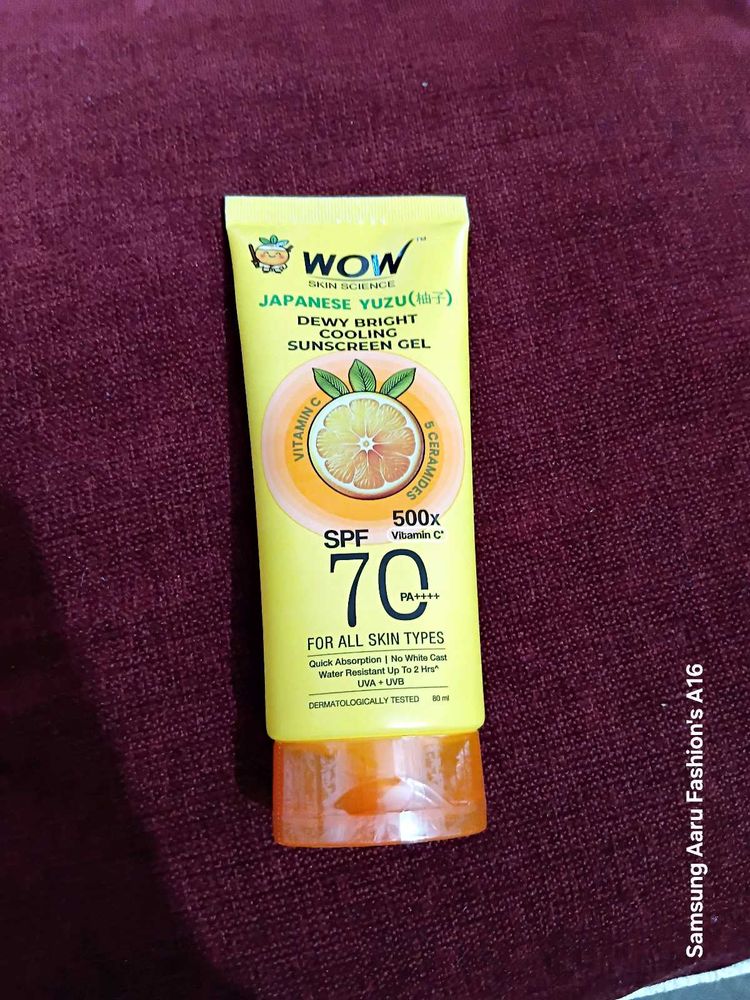 WOW™
SKIN SCIENCE
JAPANESE YUZU(柚子)
DEWY BRIGHT
COOLING
SUNSCREEN GEL
VITAMIN C
5 CERAMIDES
500x
Vitamin C*
SPF
70
PA++++
FOR ALL SKIN TYPES
Quick Absorption | No White Cast
Water Resistant Up To 2 Hrs^
UVA + UVB
DERMATOLOGICALLY TESTED 80 ml
Samsung Aaru Fashion's A16